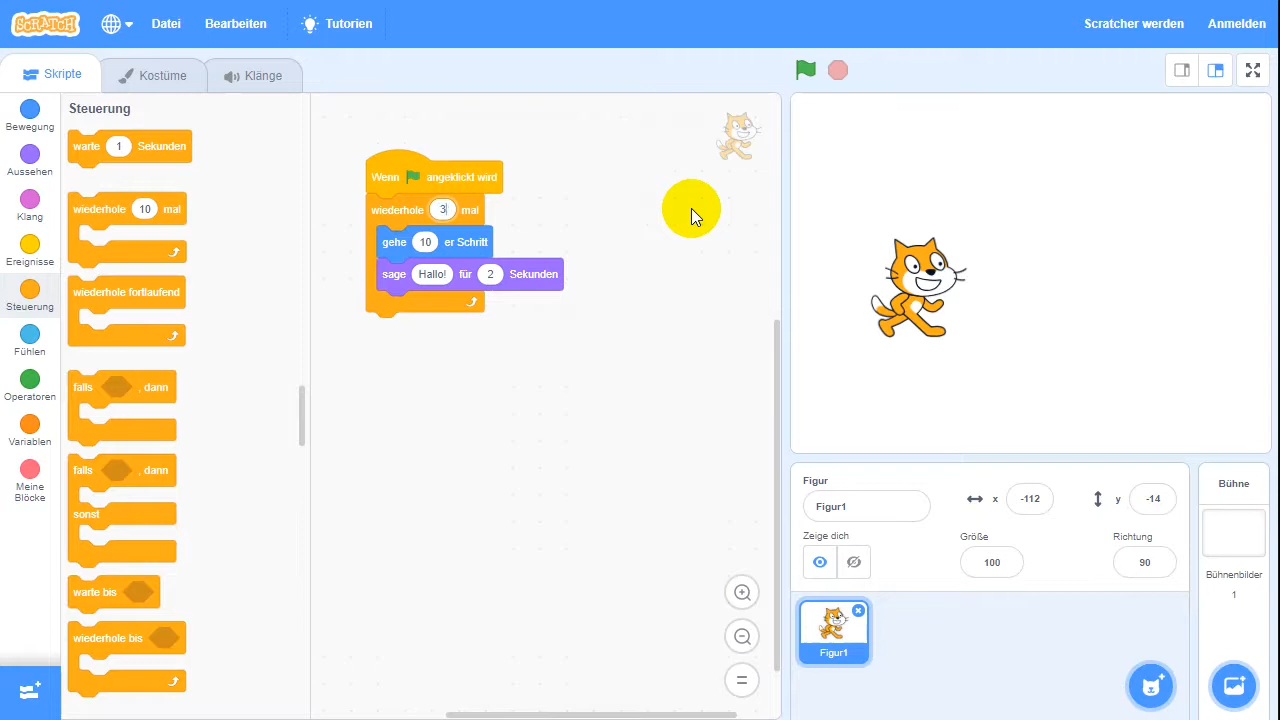 SCRATCH
Datei
Bearbeiten
Tutorien
Scratcher werden
Anmelden
Skripte
Kostüme
Klänge
Bewegung
Aussehen
Klang
Ereignisse
Steuerung
Fühlen
Operatoren
Variablen
Meine
Blöcke
Steuerung
warte 1 Sekunden
wiederhole 10 mal
wiederhole fortlaufend
falls , dann
falls , dann
sonst
warte bis
wiederhole bis
Wenn angeklickt wird
wiederhole 3 mal
gehe 10 er Schritt
sage Hallo! für 2 Sekunden
Figur
Figur1
x -112
y -14
Zeige dich
Größe
100
Richtung
90
Figur1
Bühne
Bühnenbilder
1